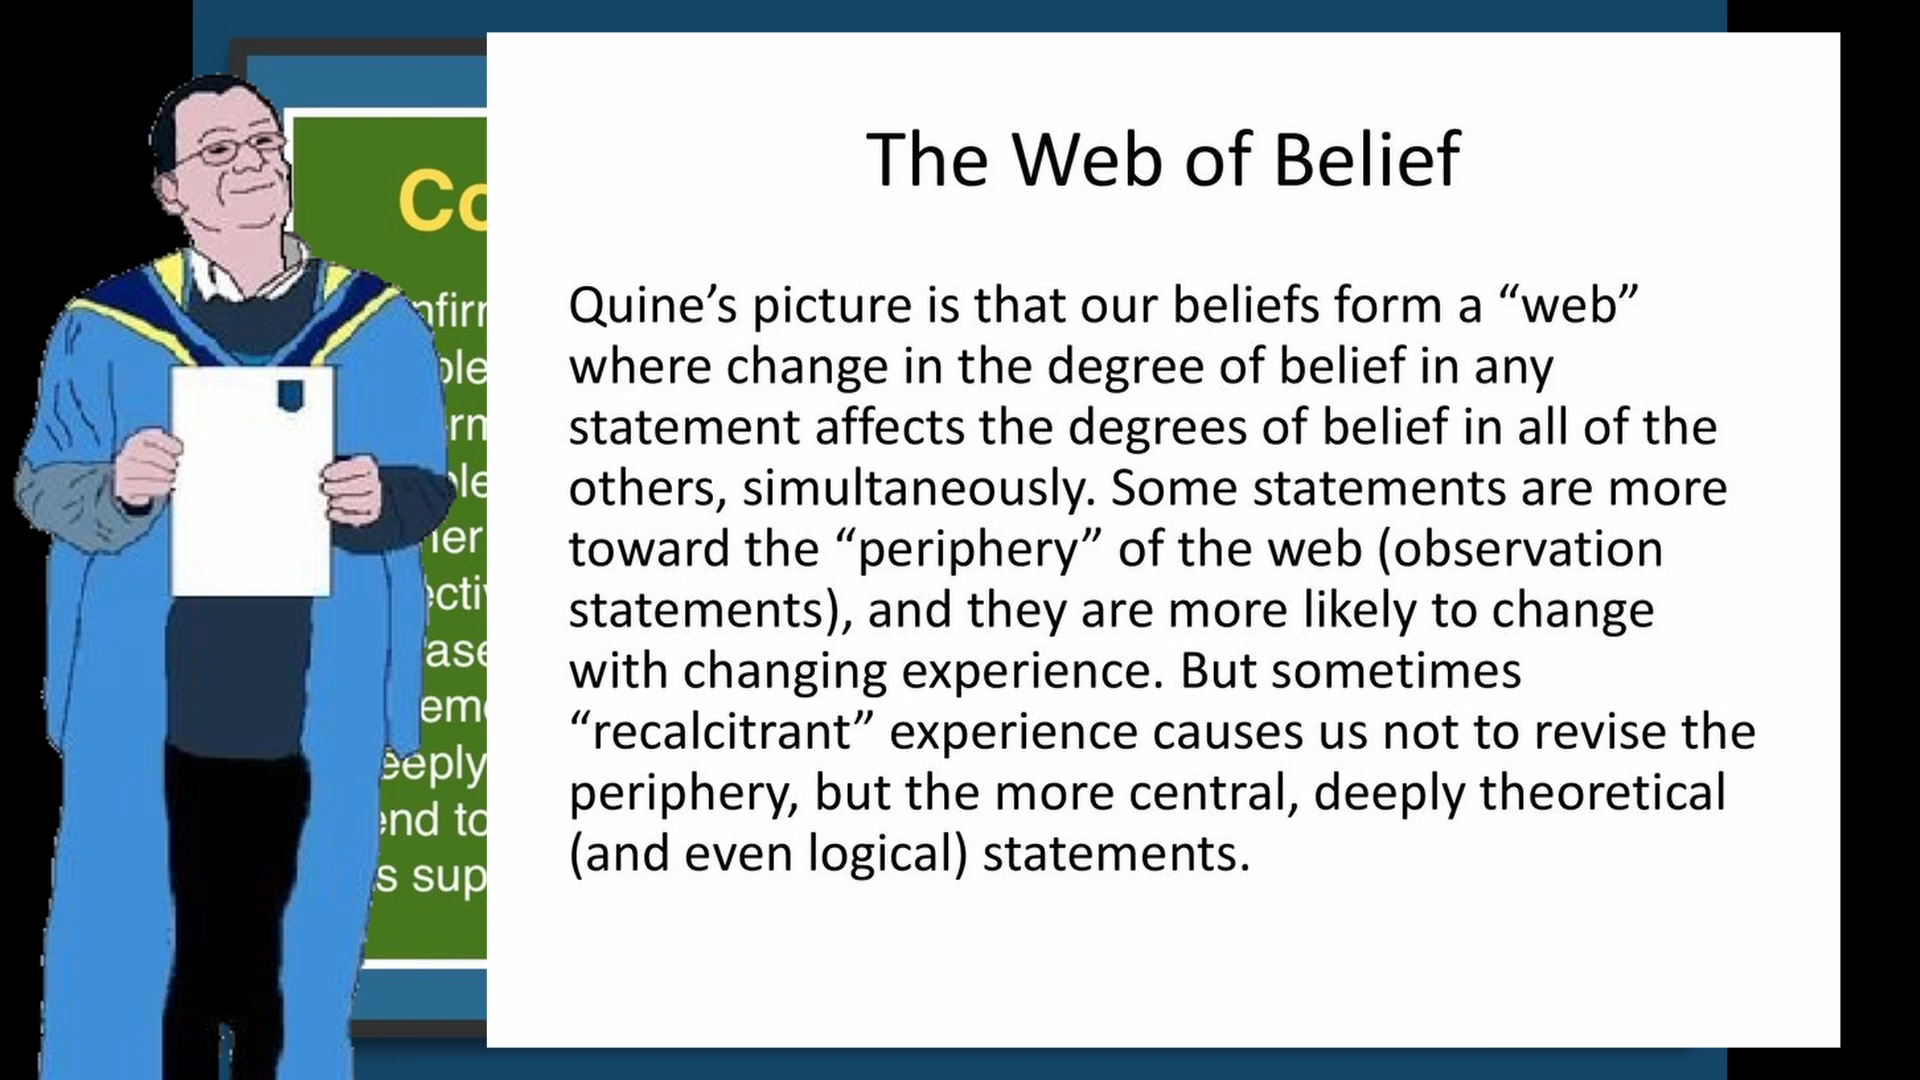 The Web of Belief
Quine’s picture is that our beliefs form a “web”
where change in the degree of belief in any
statement affects the degrees of belief in all of the
others, simultaneously. Some statements are more
toward the “periphery” of the web (observation
statements), and they are more likely to change
with changing experience. But sometimes
“recalcitrant” experience causes us not to revise the
periphery, but the more central, deeply theoretical
(and even logical) statements.